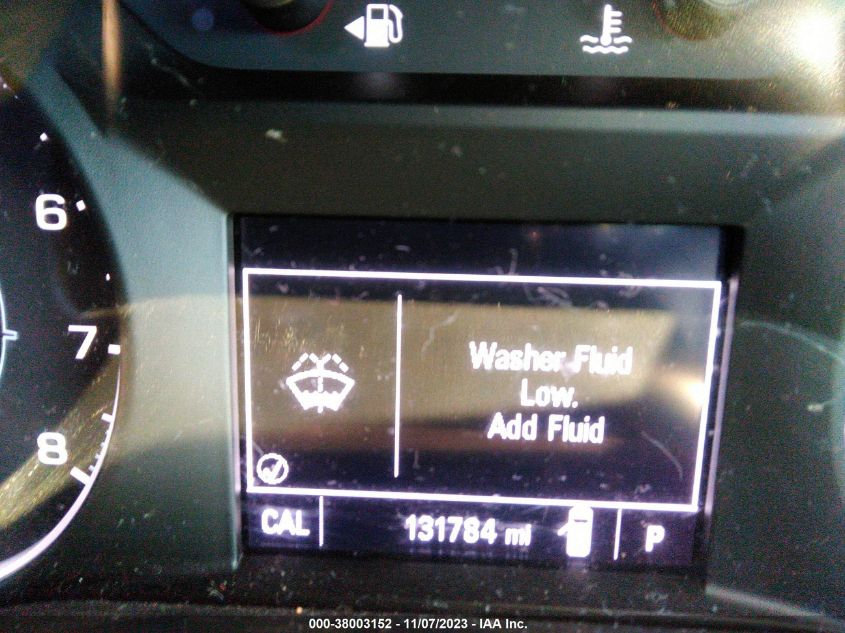 6
7
8
Washer Fluid
Low.
Add Fluid
CAL 131784 mi P
000-38003152 - 11/07/2023 - IAA Inc.